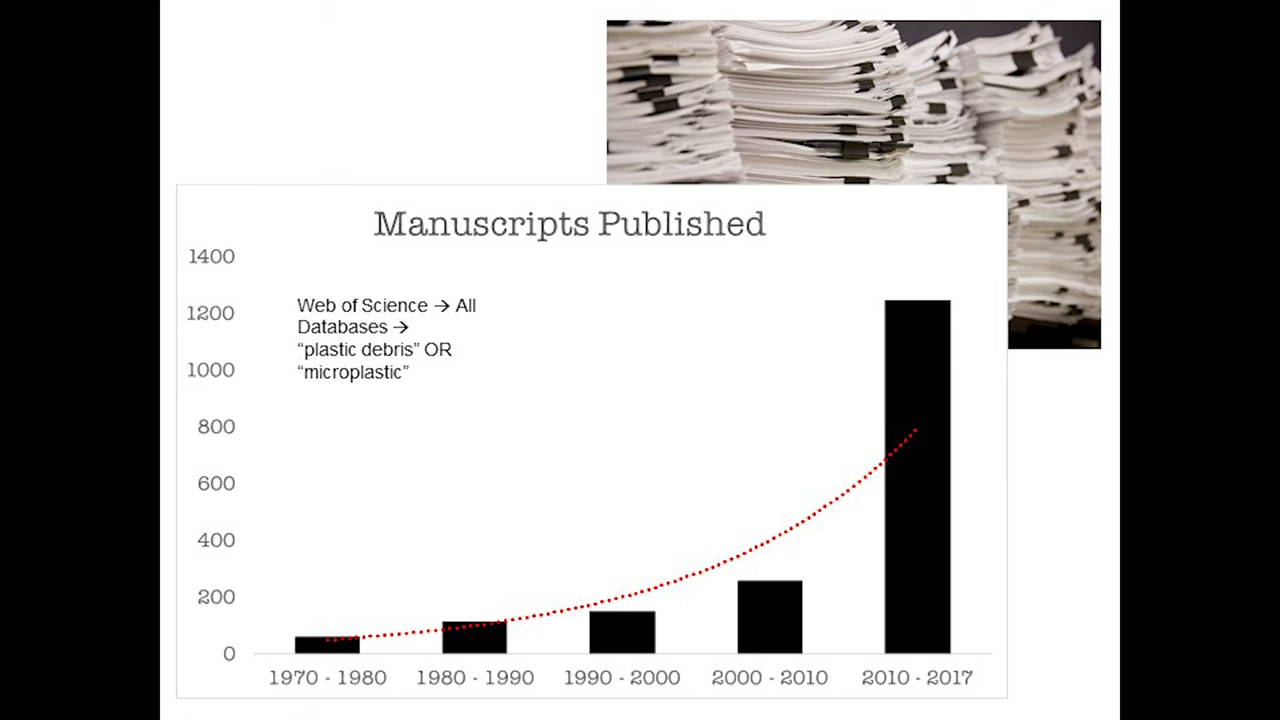 Manuscripts Published
1400
Web of Science → All
1200
Databases →
“plastic debris” OR
1000
“microplastic”
800
600
400
200
0
1970 - 1980 1980 - 1990 1990 - 2000 2000 - 2010 2010 - 2017